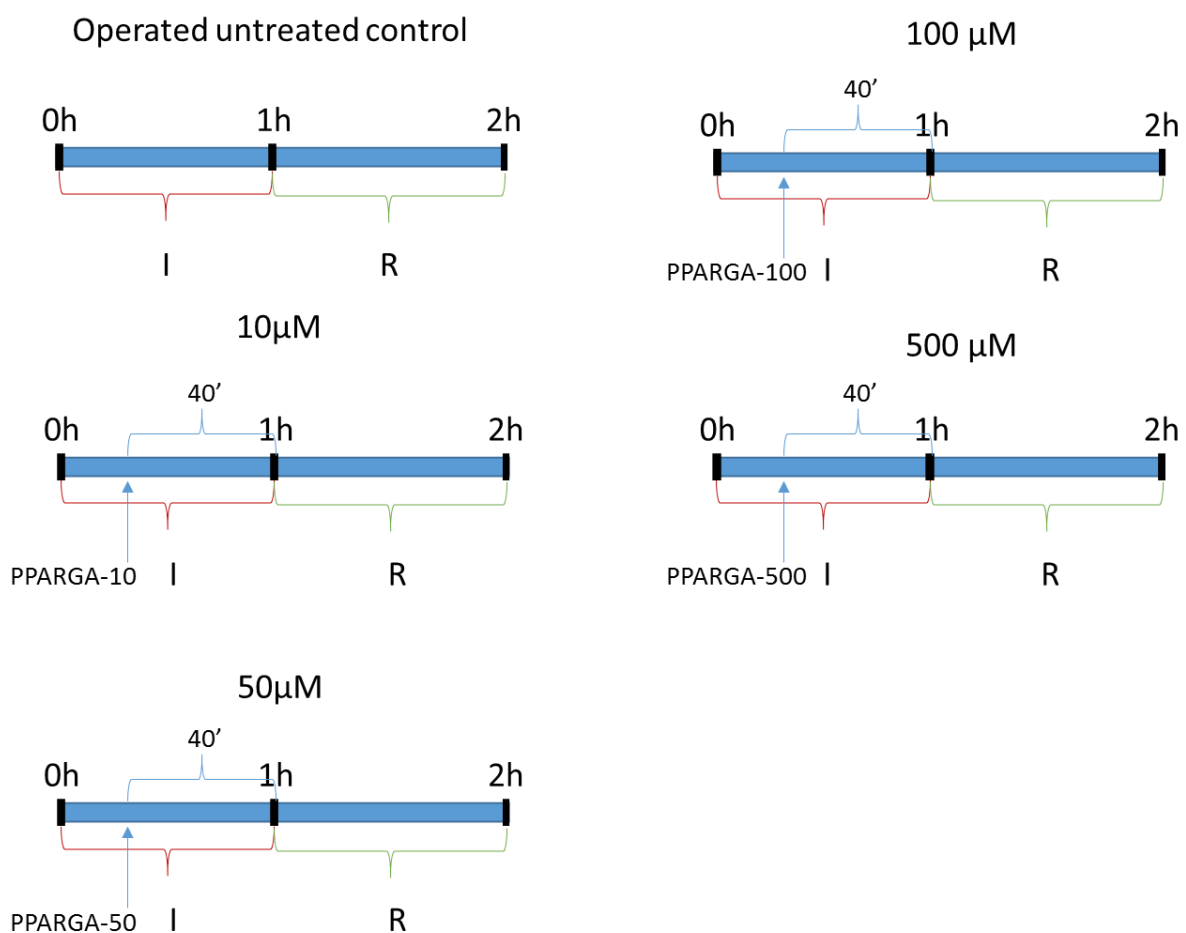 Operated untreated control
0h 1h 2h
I R
10µM
40’
0h 1h 2h
PPARGA-10 I R
50µM
40’
0h 1h 2h
PPARGA-50 I R
100 µM
40’
0h 1h 2h
PPARGA-100 I R
500 µM
40’
0h 1h 2h
PPARGA-500 I R